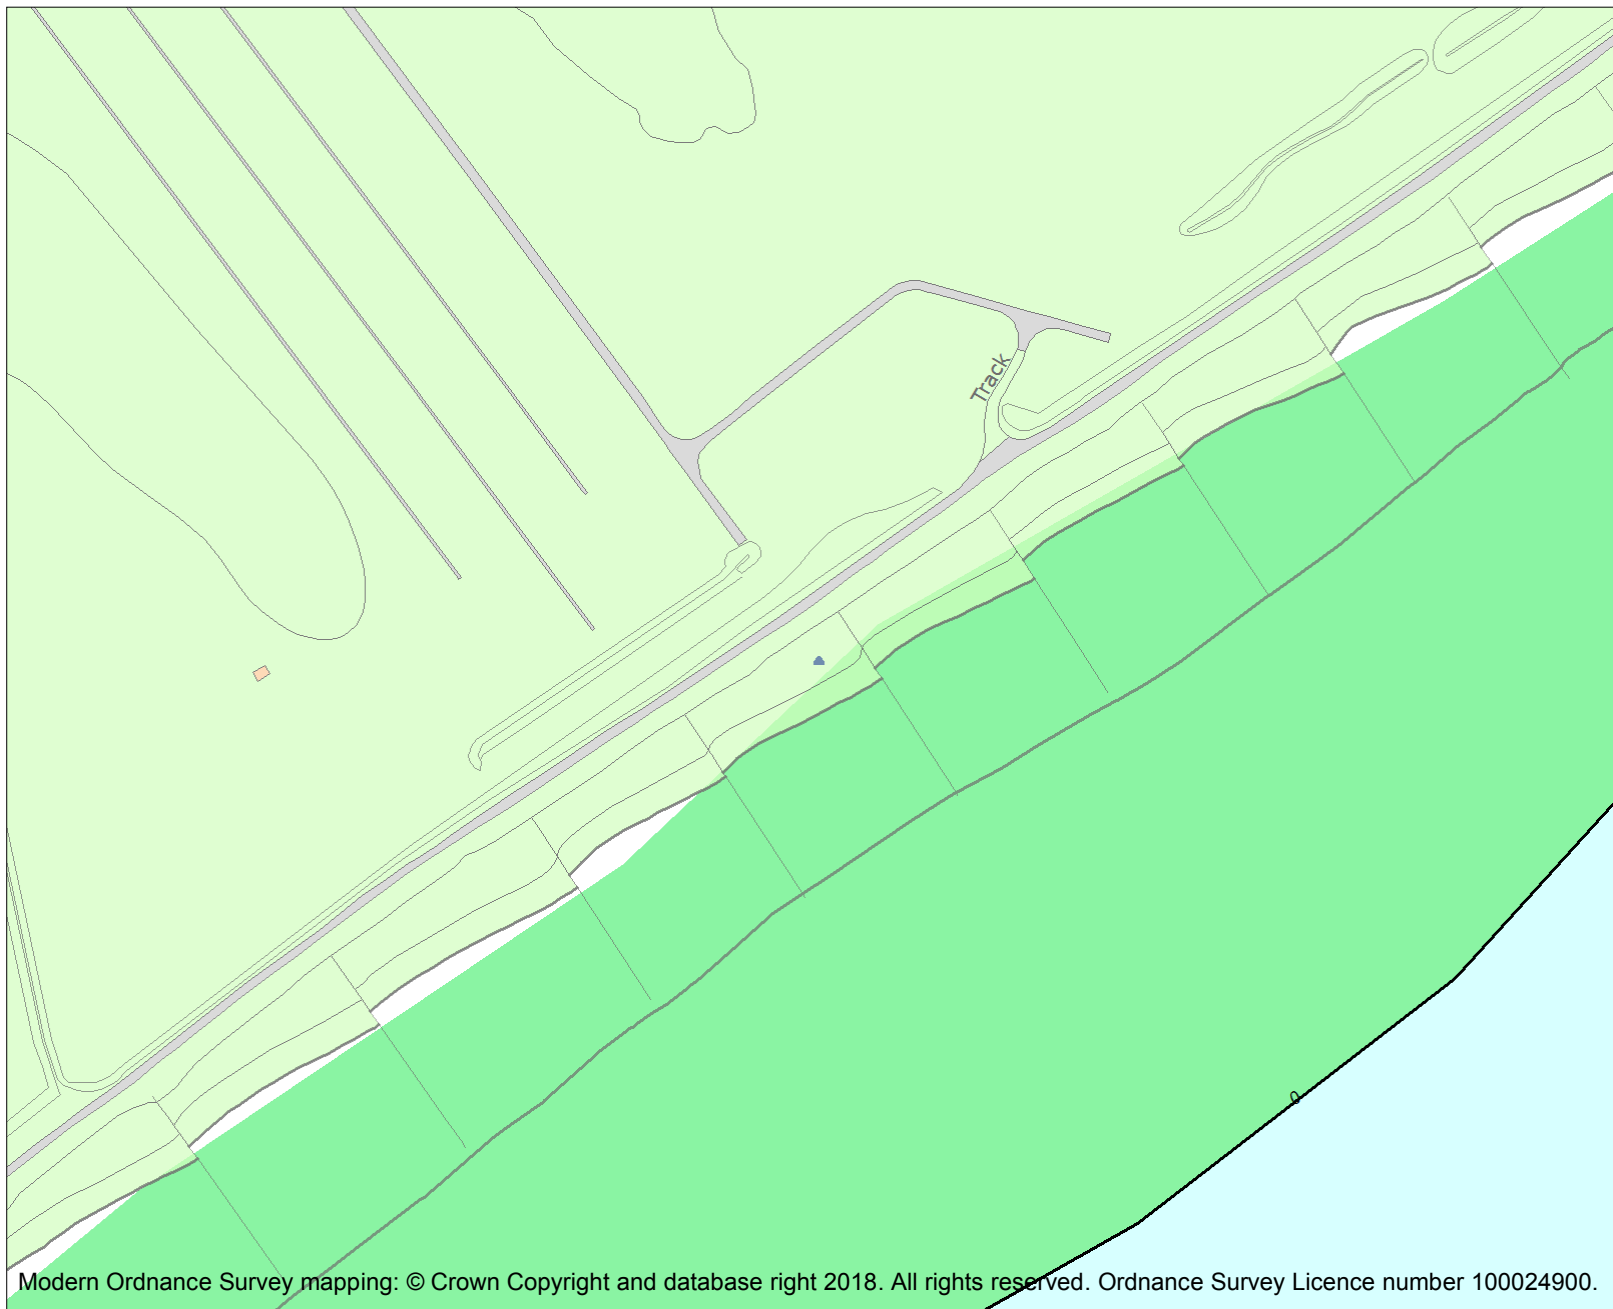 Track
0
Modern Ordnance Survey mapping: © Crown Copyright and database right 2018. All rights reserved. Ordnance Survey Licence number 100024900.